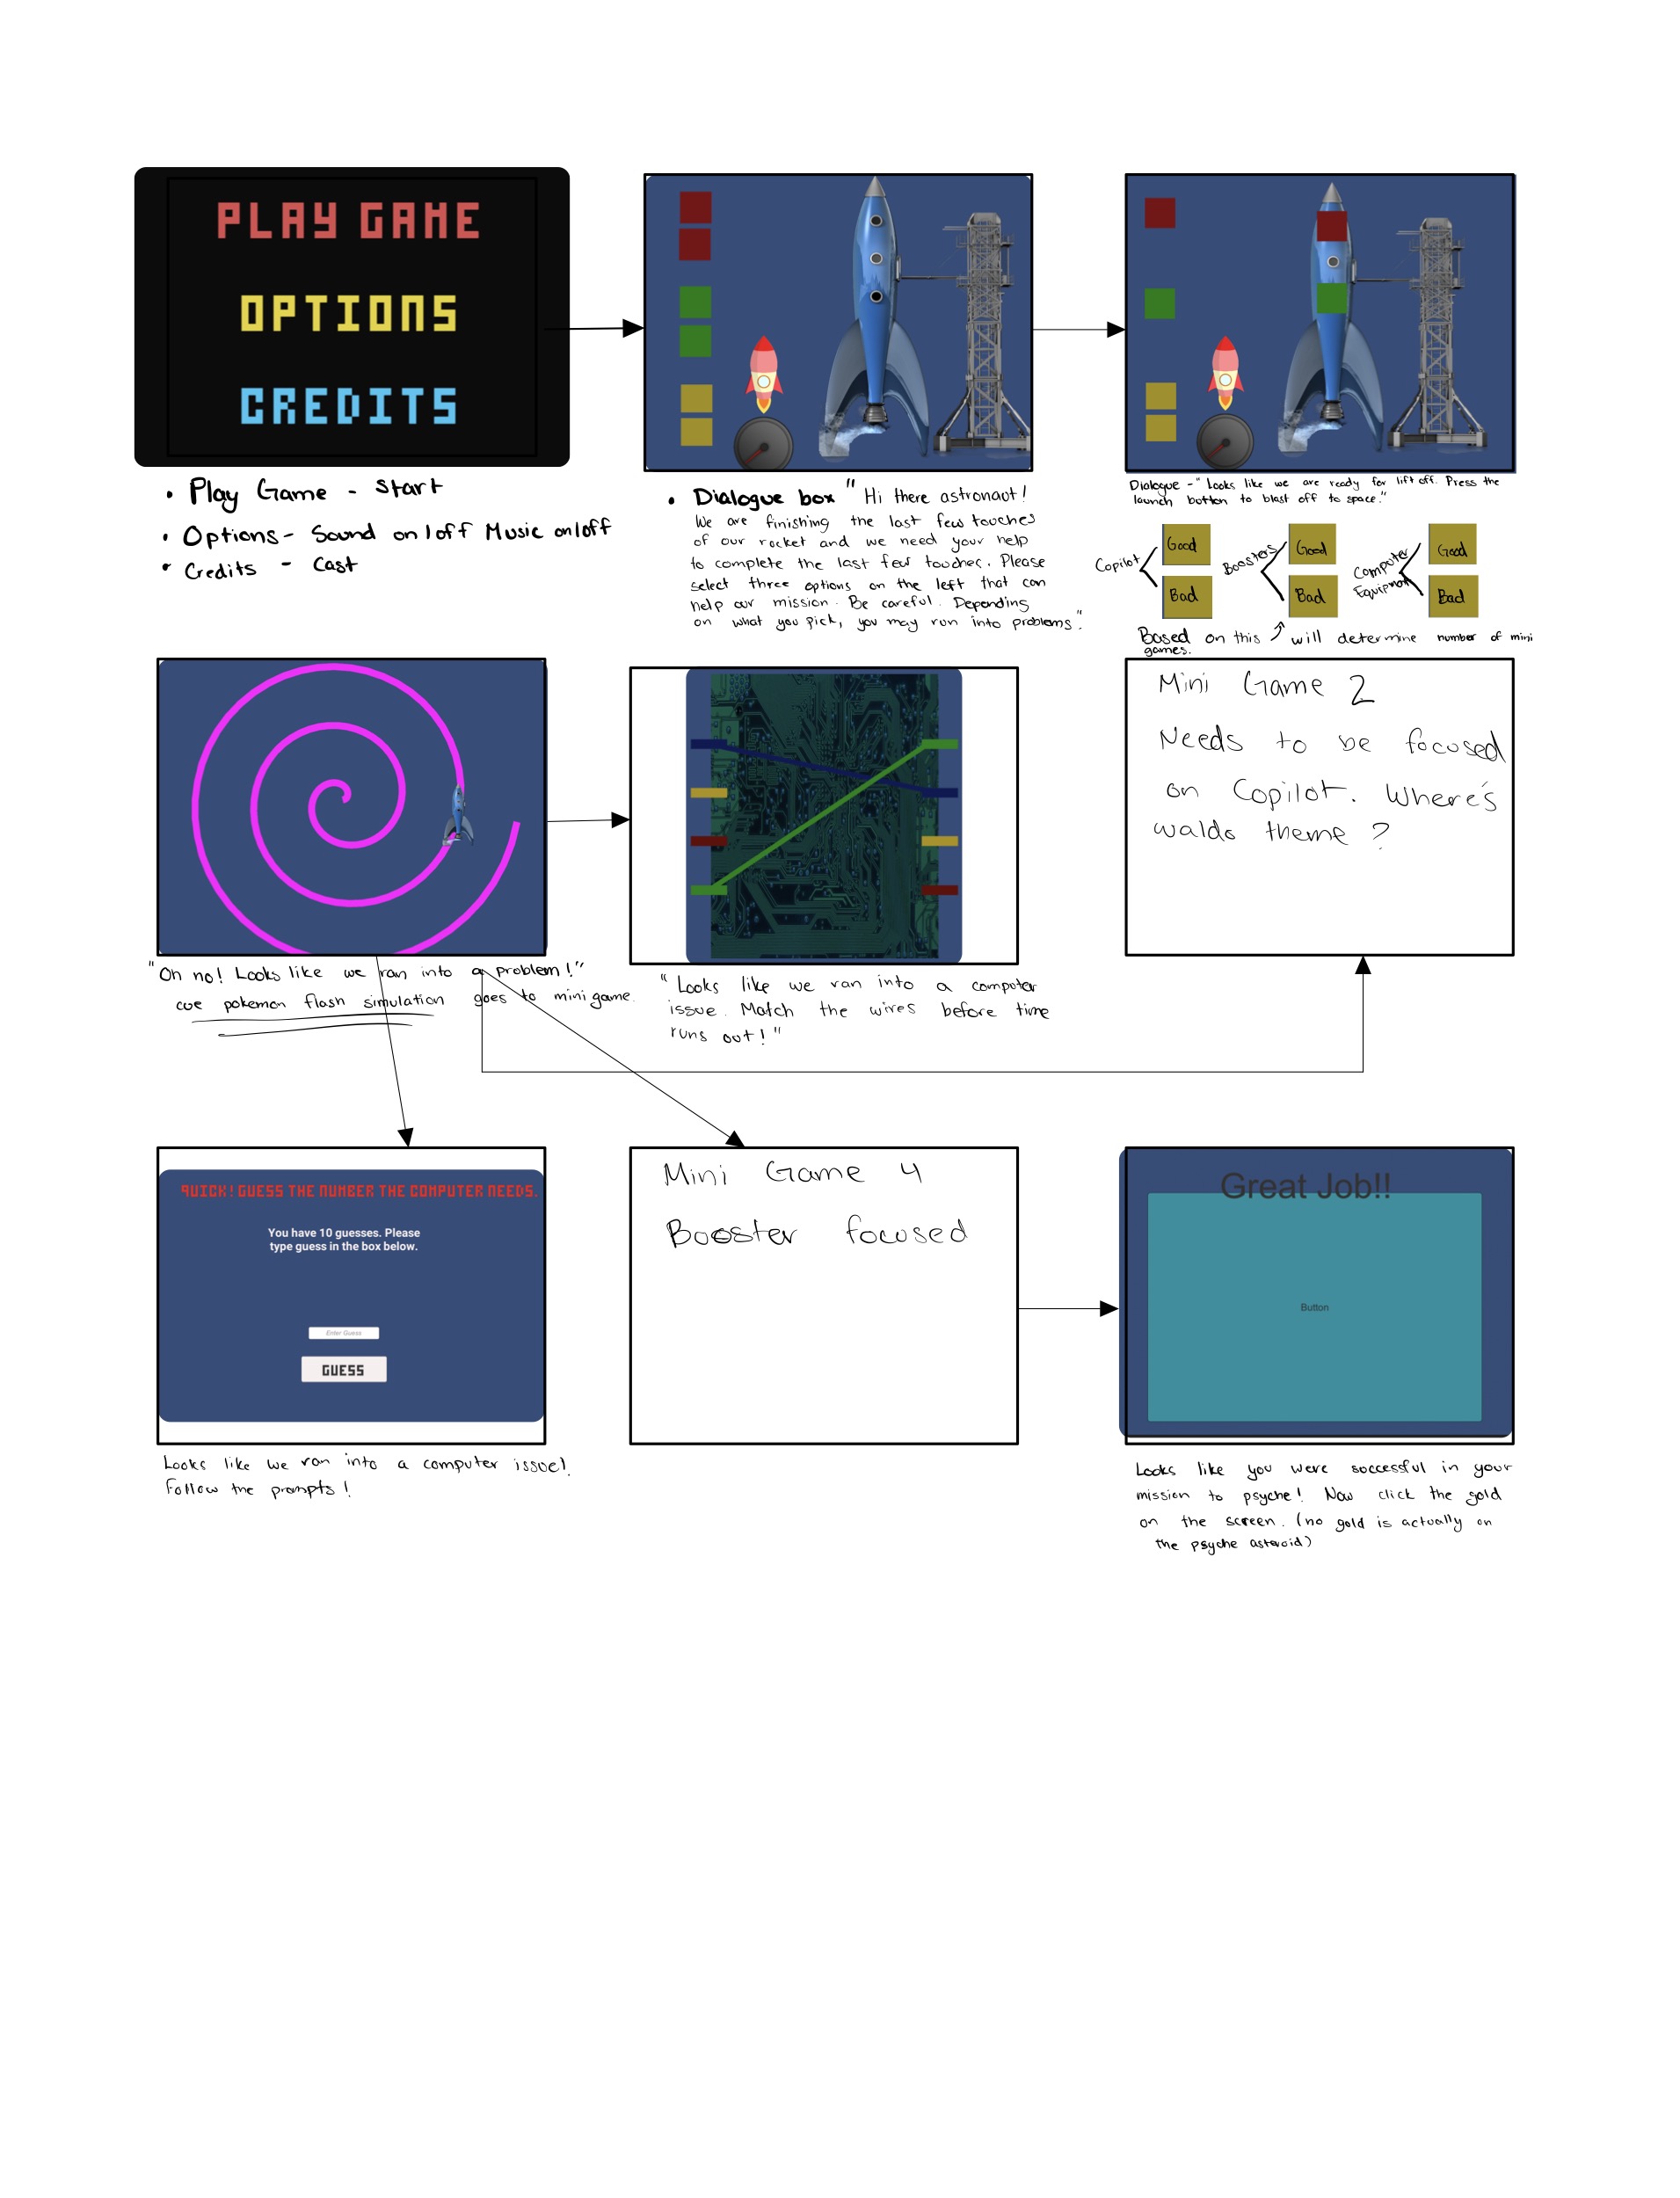 PLAY GAME
OPTIONS
CREDITS
• Play Game - Start
• Options - Sound on/off Music on/off
• Credits - Cast
• Dialogue box " Hi there astronaut!
We are finishing the last few touches
of our rocket and we need your help
to complete the last few touches. Please
select three options on the left that can
help our mission. Be careful. Depending
on what you pick, you may run into problems."
Dialogue - "Looks like we are ready for lift off. Press the
launch button to blast off to space."
Copilot
Good
Bad
Boosters
Good
Bad
Computer
Equipment
Good
Bad
Based on this will determine number of mini
games.
"Oh no! Looks like we ran into a problem!"
cue pokemon flash simulation goes to mini game.
"Looks like we ran into a computer
issue. Match the wires before time
runs out!"
Mini Game 2
Needs to be focused
on Copilot. Where's
waldo theme?
QUICK! GUESS THE NUMBER THE COMPUTER NEEDS.
You have 10 guesses. Please
type guess in the box below.
Enter Guess
GUESS
Looks like we ran into a computer issue!
Follow the prompts!
Mini Game 4
Booster focused
Great Job!!
Button
Looks like you were successful in your
mission to psyche! Now click the gold
on the screen. (no gold is actually on
the psyche asteroid)